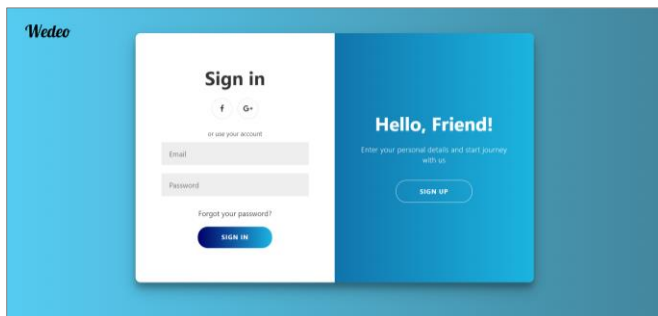 Wedeo
Sign in
f G+
or use your account
Email
Password
Forgot your password?
SIGN IN
Hello, Friend!
Enter your personal details and start journey
with us
SIGN UP